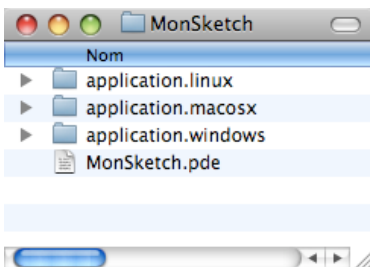 MonSketch
Nom
application.linux
application.macosx
application.windows
MonSketch.pde